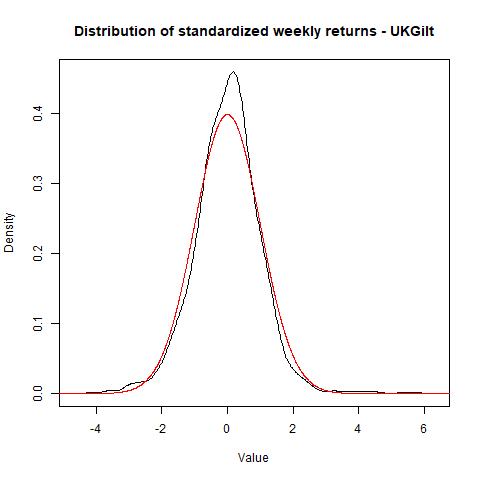 Distribution of standardized weekly returns - UKGilt
Density
0.4
0.3
0.2
0.1
0.0
-4 -2 0 2 4 6
Value